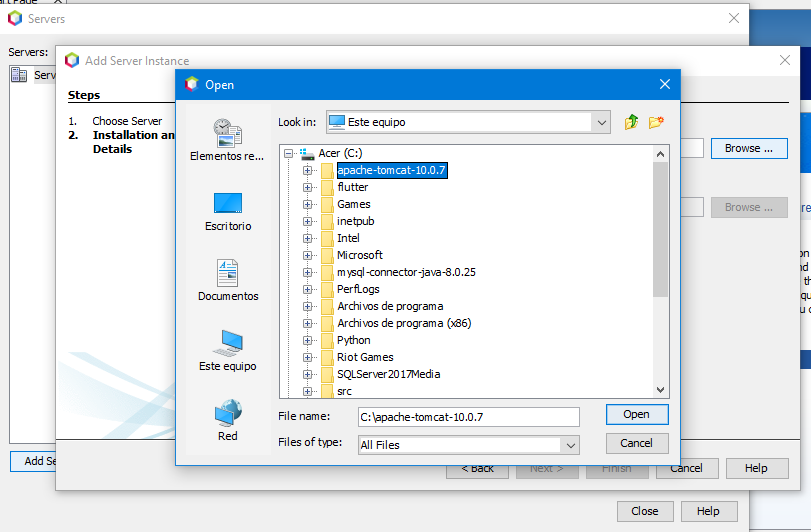 Servers
Servers:
Serv
Add Server Instance
Steps
1. Choose Server
2. Installation an
Details
Browse ...
Browse ...
Open
Look in:
Este equipo
Elementos re...
Escritorio
Documentos
Este equipo
Red
Acer (C:)
apache-tomcat-10.0.7
flutter
Games
inetpub
Intel
Microsoft
mysql-connector-java-8.0.25
PerfLogs
Archivos de programa
Archivos de programa (x86)
Python
Riot Games
SQLServer2017Media
src
File name:
C:\apache-tomcat-10.0.7
Open
Files of type:
All Files
Cancel
Add Se
< Back
Next >
Finish
Cancel
Help
Close
Help